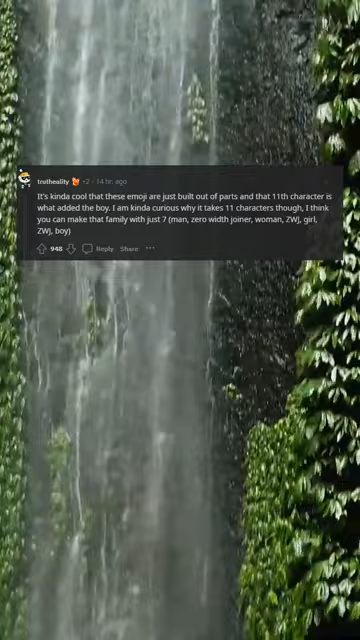 trutheality +2 · 14 hr. ago
It's kinda cool that these emoji are just built out of parts and that 11th character is
what added the boy. I am kinda curious why it takes 11 characters though, I think
you can make that family with just 7 (man, zero width joiner, woman, ZWJ, girl,
ZWJ, boy)
948 Reply Share ...